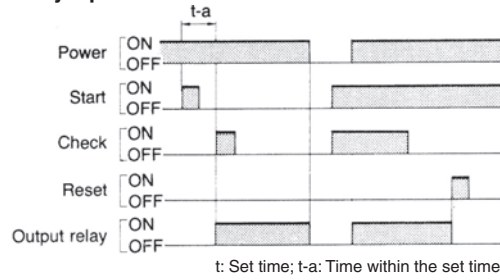 t-a
Power ON
OFF
Start ON
OFF
Check ON
OFF
Reset ON
OFF
Output relay ON
OFF
t: Set time; t-a: Time within the set time